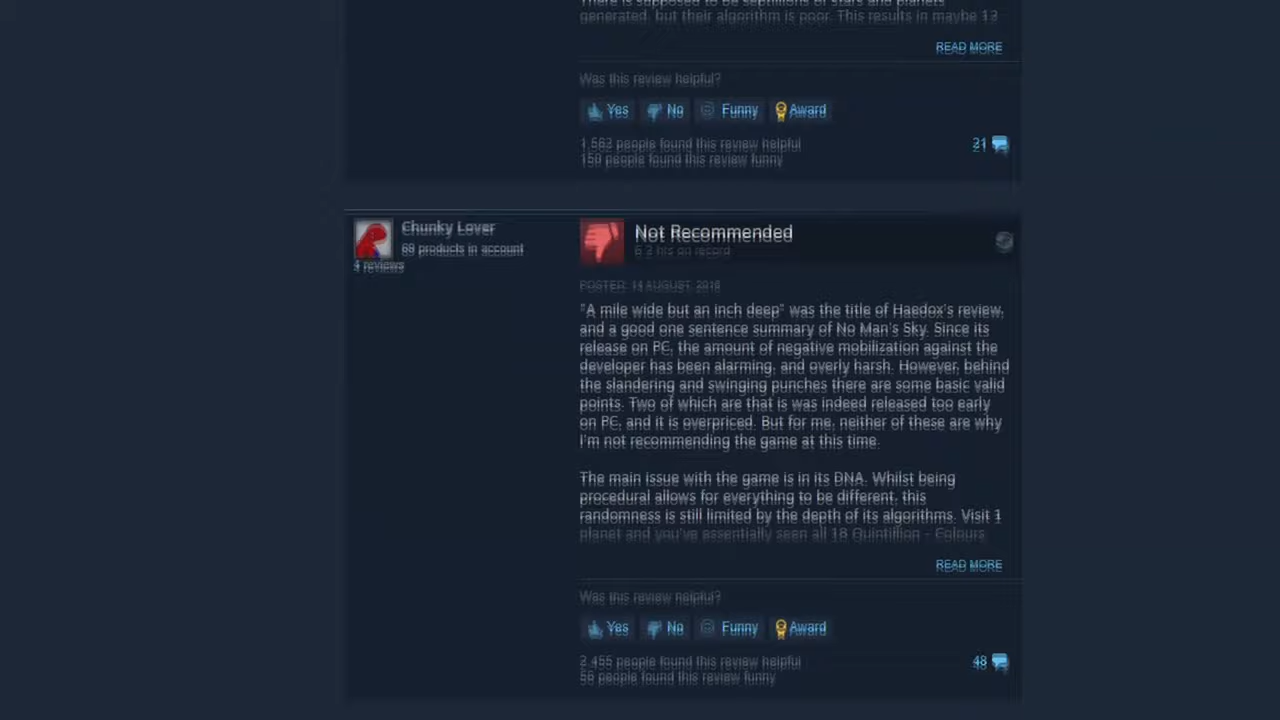 There is supposed to be septillions of stars and planets
generated, but their algorithm is poor. This results in maybe 13
READ MORE
Was this review helpful?
Yes No Funny Award
1,563 people found this review helpful
21
150 people found this review funny
Chunky Lover
Not Recommended
69 products in account
6.3 hrs on record
4 reviews
POSTED: 14 AUGUST, 2016
"A mile wide but an inch deep" was the title of Haedox's review,
and a good one sentence summary of No Man's Sky. Since its
release on PC, the amount of negative mobilization against the
developer has been alarming, and overly harsh. However, behind
the slandering and swinging punches there are some basic valid
points. Two of which are that is was indeed released too early
on PC, and it is overpriced. But for me, neither of these are why
I'm not recommending the game at this time.
The main issue with the game is in its DNA. Whilst being
procedural allows for everything to be different, this
randomness is still limited by the depth of its algorithms. Visit 1
planet and you've essentially seen all 18 Quintillion - Colours
READ MORE
Was this review helpful?
Yes No Funny Award
2,455 people found this review helpful
48
56 people found this review funny